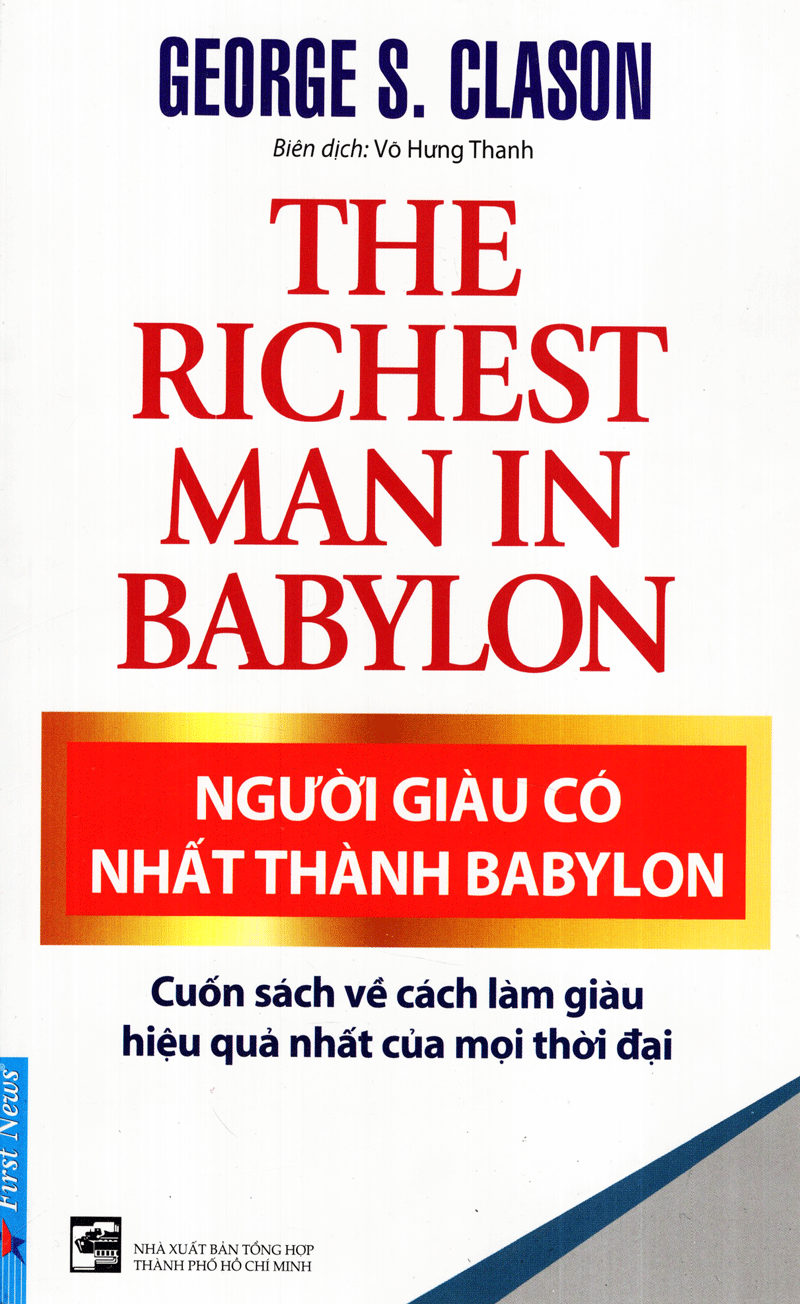 GEORGE S. CLASON
Biên dịch: Võ Hưng Thanh
THE
RICHEST
MAN IN
BABYLON
NGƯỜI GIÀU CÓ
NHẤT THÀNH BABYLON
Cuốn sách về cách làm giàu
hiệu quả nhất của mọi thời đại
First News
NHÀ XUẤT BẢN TỔNG HỢP
THÀNH PHỐ HỒ CHÍ MINH